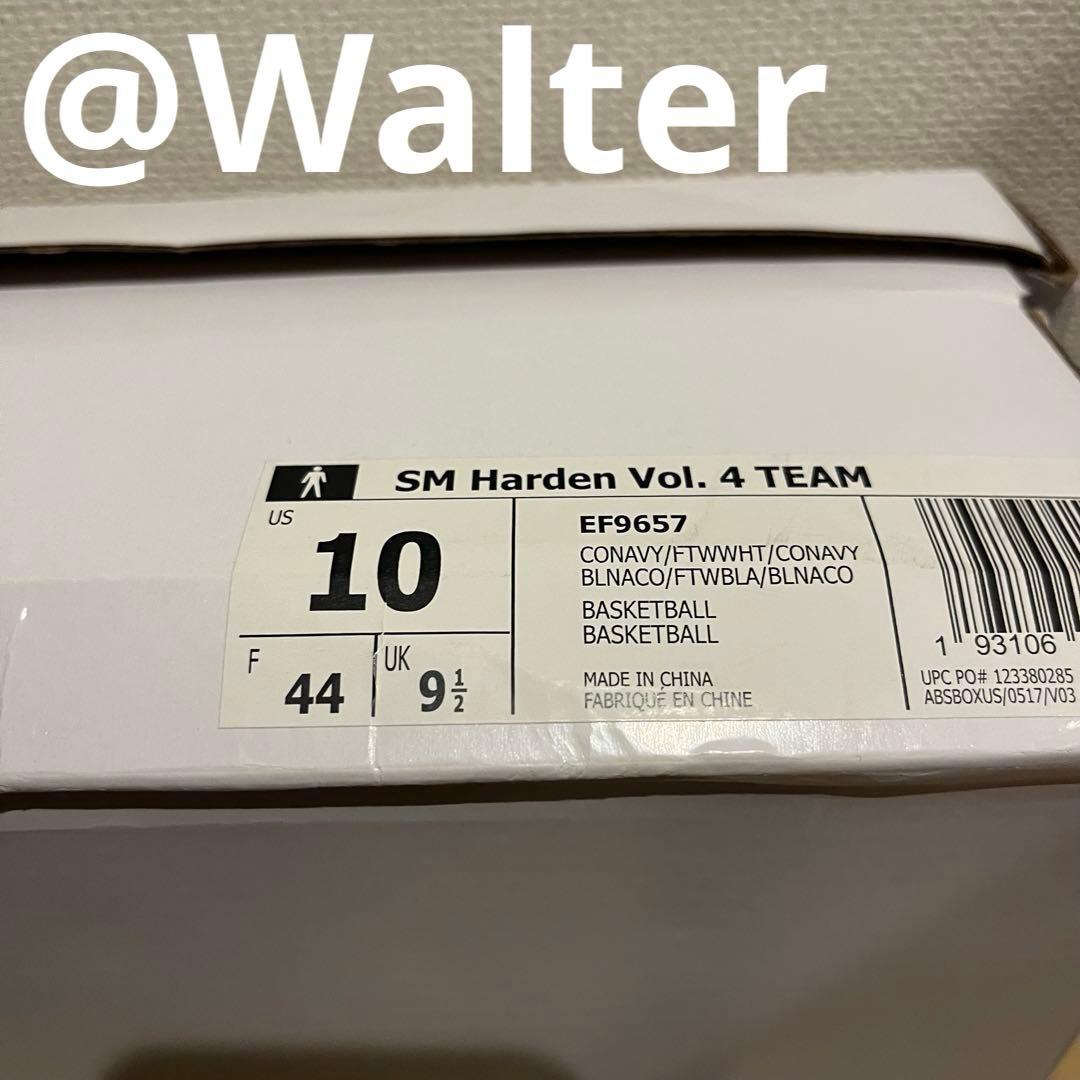 @Walter
SM Harden Vol. 4 TEAM
US
10
F
44
UK
9 1/2
EF9657
CONAVY/FTWWHT/CONAVY
BLNACO/FTWBLA/BLNACO
BASKETBALL
BASKETBALL
MADE IN CHINA
FABRIQUÉ EN CHINE
1 93106
UPC PO# 123380285
ABSBOXUS/0517/V03